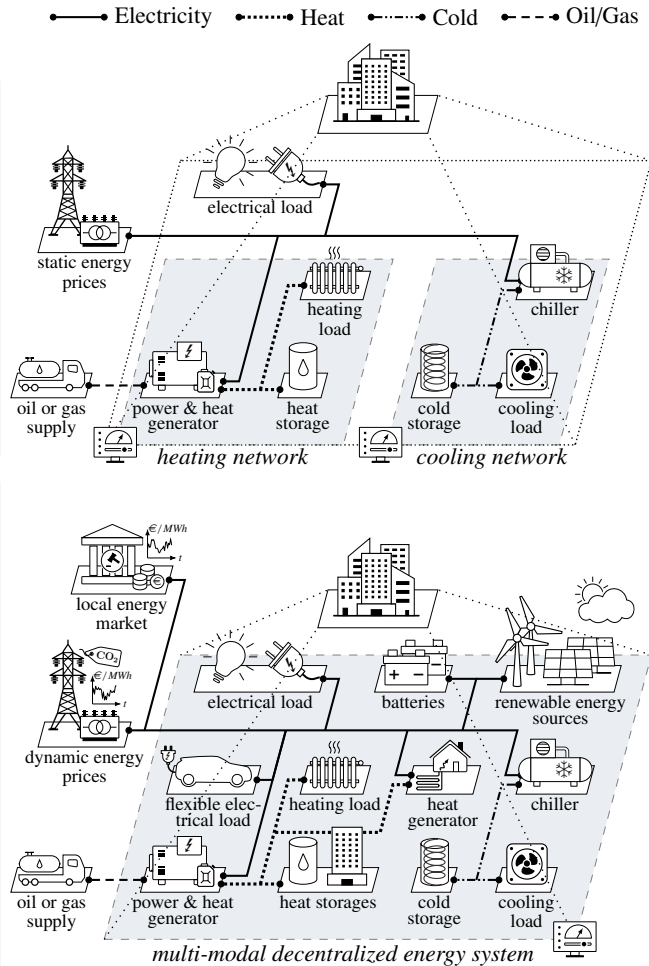 Electricity Heat Cold Oil/Gas
electrical load
static energy
prices
heating
load
chiller
oil or gas
supply
power & heat
generator
heat
storage
cold
storage
cooling
load
heating network
cooling network
€/MWh
t
local energy
market
€
CO2
€/MWh
t
dynamic energy
prices
electrical load
batteries
renewable energy
sources
flexible elec-
trical load
heating load
heat
generator
chiller
oil or gas
supply
power & heat
generator
heat storages
cold
storage
cooling
load
multi-modal decentralized energy system